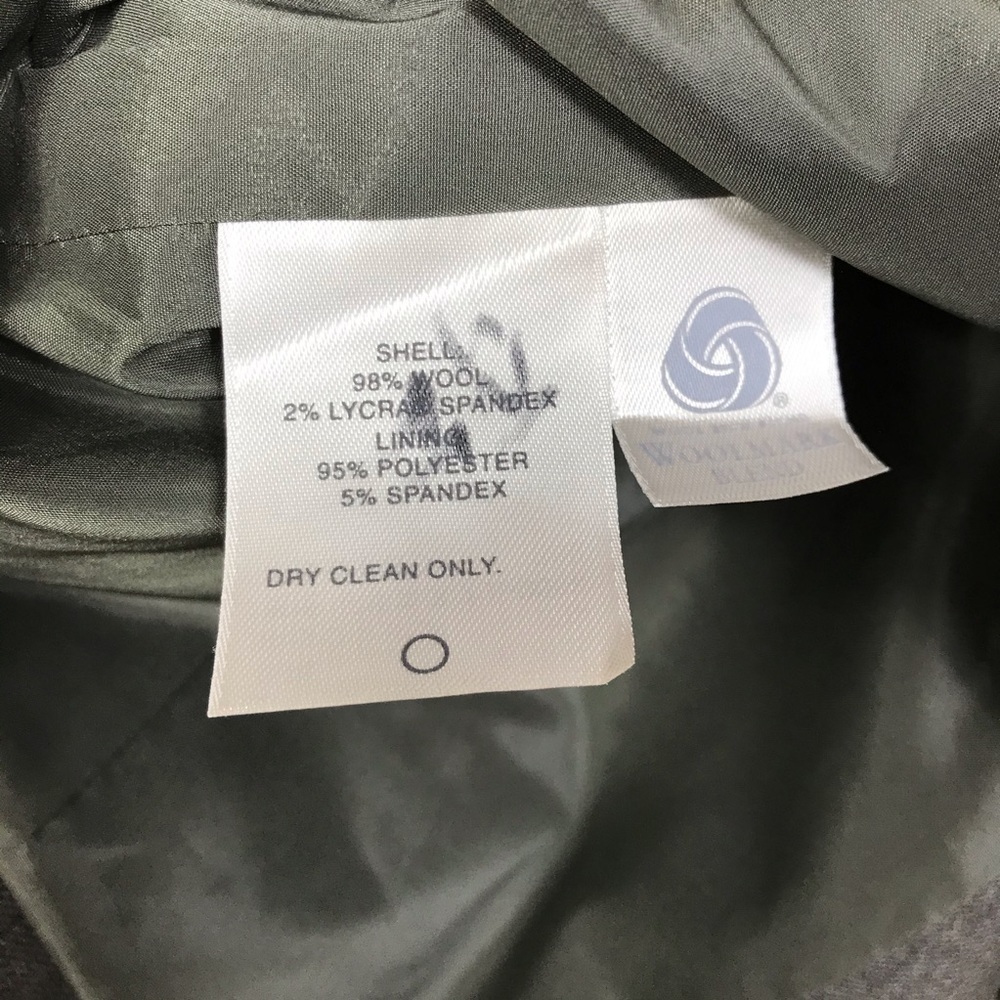 SHELL:
98% WOOL
2% LYCRA® SPANDEX
LINING:
95% POLYESTER
5% SPANDEX
DRY CLEAN ONLY.
®
WOOLMARK
BLEND